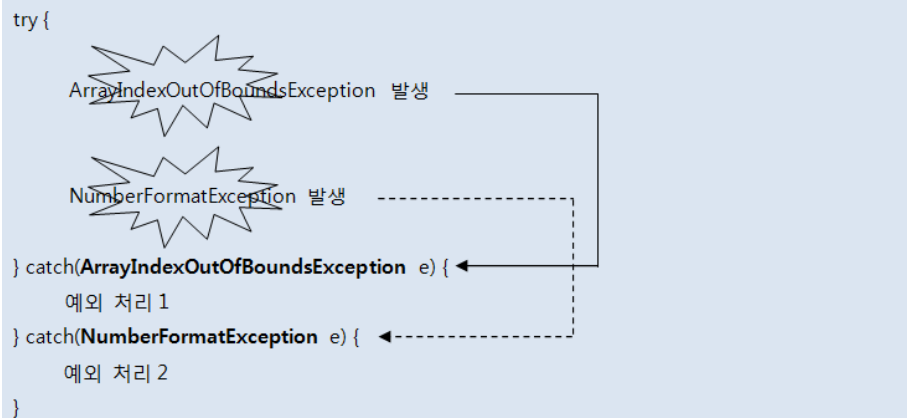 try {
ArrayIndexOutOfBoundsException 발생
NumberFormatException 발생
} catch(ArrayIndexOutOfBoundsException e) {
예외 처리 1
} catch(NumberFormatException e) {
예외 처리 2
}